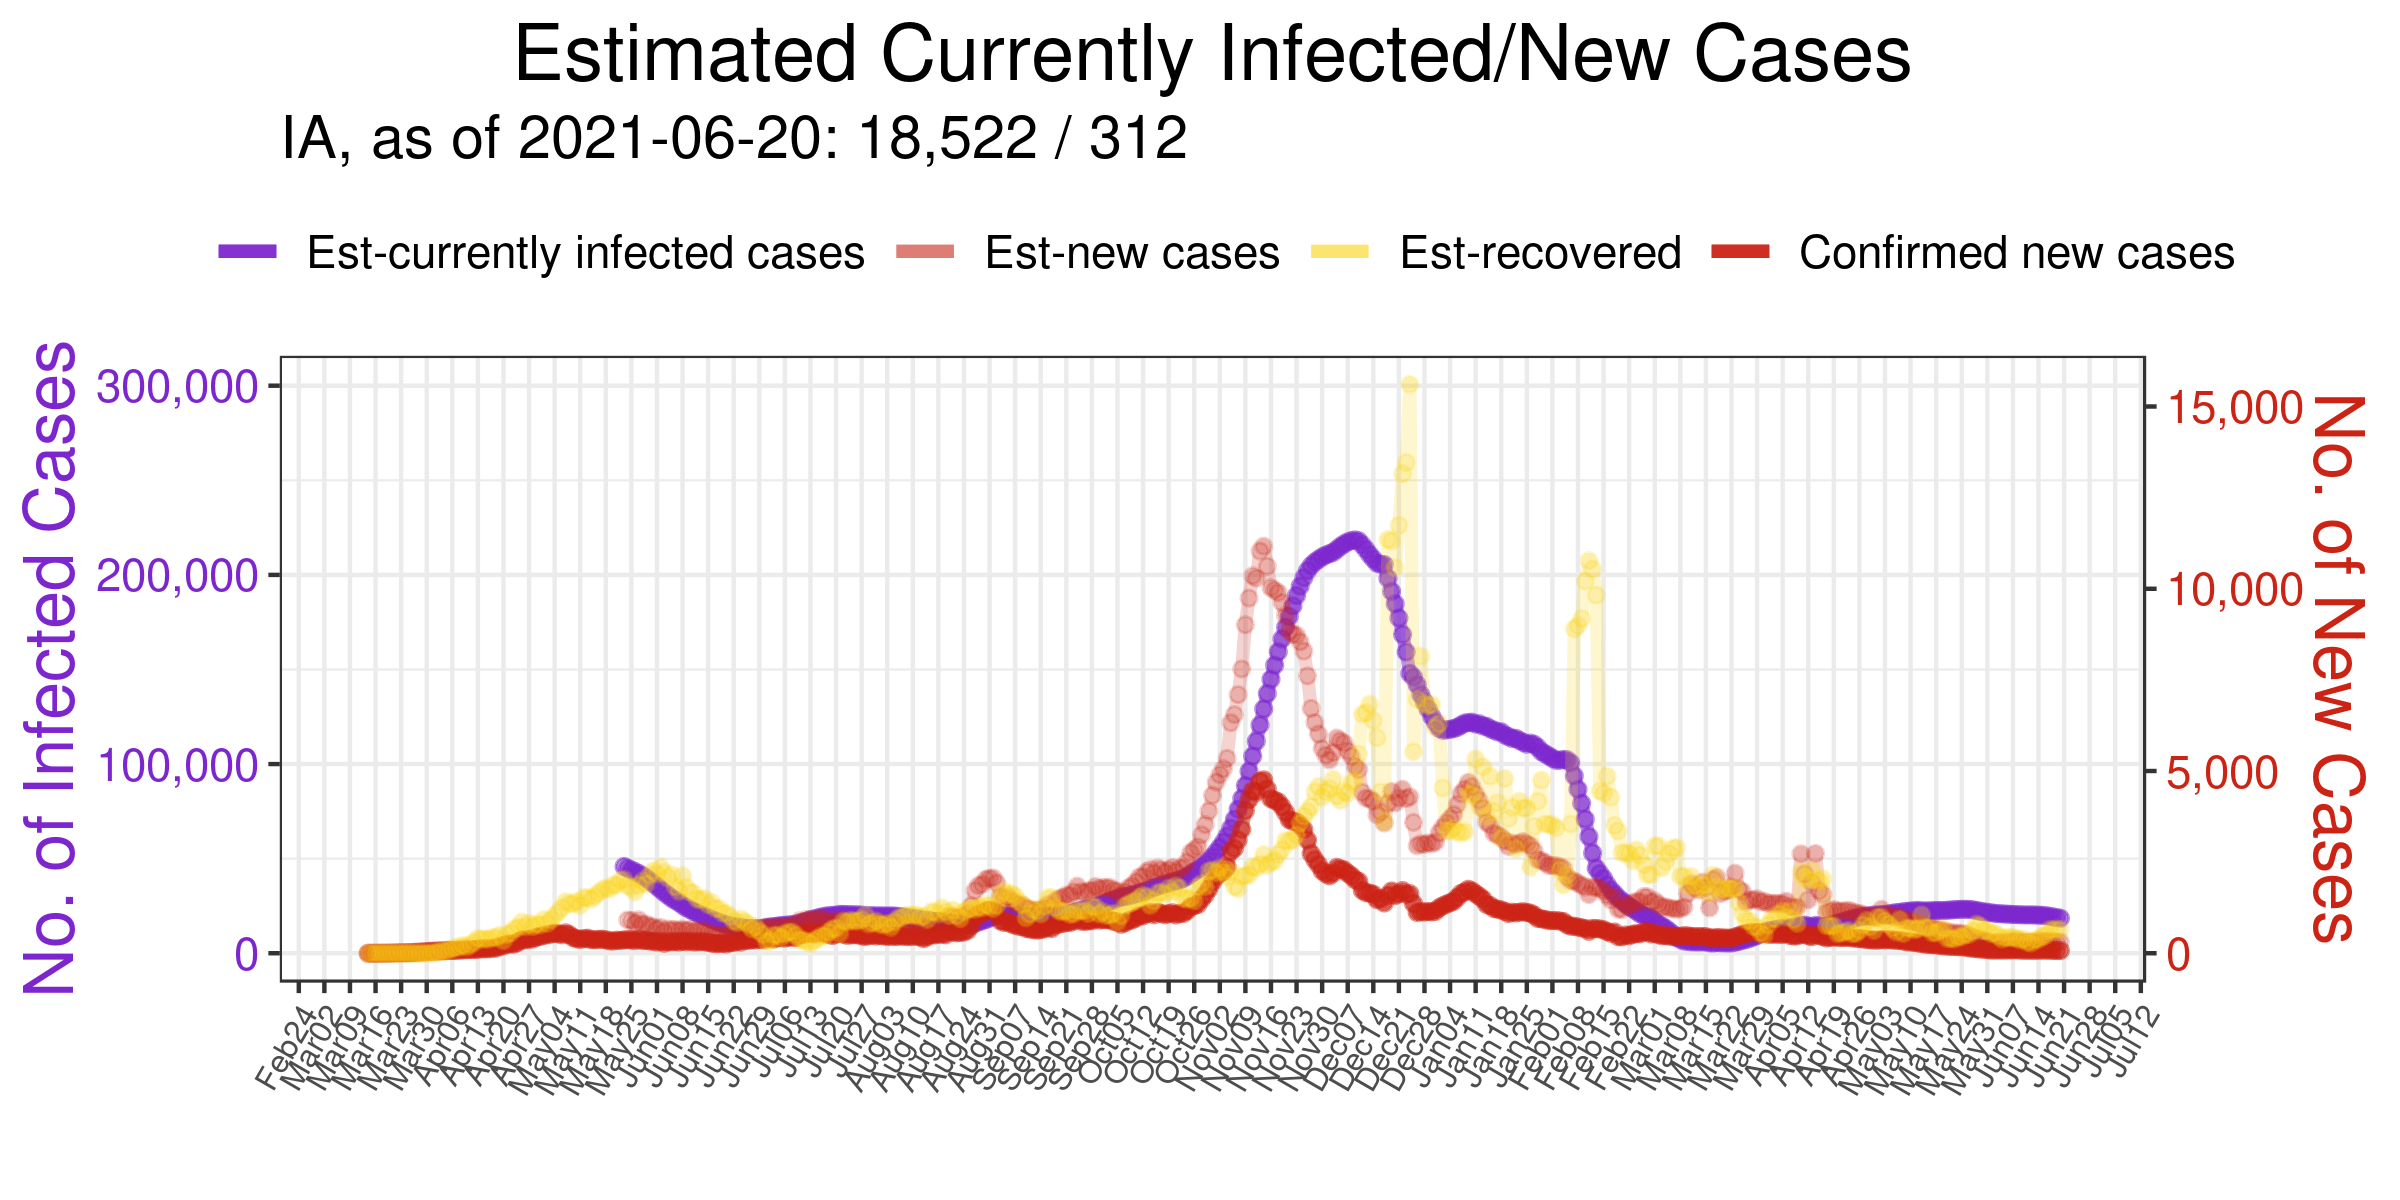 Estimated Currently Infected/New Cases
IA, as of 2021-06-20: 18,522 / 312
Est-currently infected cases
Est-new cases
Est-recovered
Confirmed new cases
No. of Infected Cases
300,000
200,000
100,000
0
15,000
10,000
5,000
0
No. of New Cases
Feb24
Mar02
Mar09
Mar16
Mar23
Mar30
Apr06
Apr13
Apr20
Apr27
May04
May11
May18
May25
Jun01
Jun08
Jun15
Jun22
Jun29
Jul06
Jul13
Jul20
Jul27
Aug03
Aug10
Aug17
Aug24
Aug31
Sep07
Sep14
Sep21
Sep28
Oct05
Oct12
Oct19
Oct26
Nov02
Nov09
Nov16
Nov23
Nov30
Dec07
Dec14
Dec21
Dec28
Jan04
Jan11
Jan18
Jan25
Feb01
Feb08
Feb15
Feb22
Mar01
Mar08
Mar15
Mar22
Mar29
Apr05
Apr12
Apr19
Apr26
May03
May10
May17
May24
May31
Jun07
Jun14
Jun21
Jun28
Jul05
Jul12